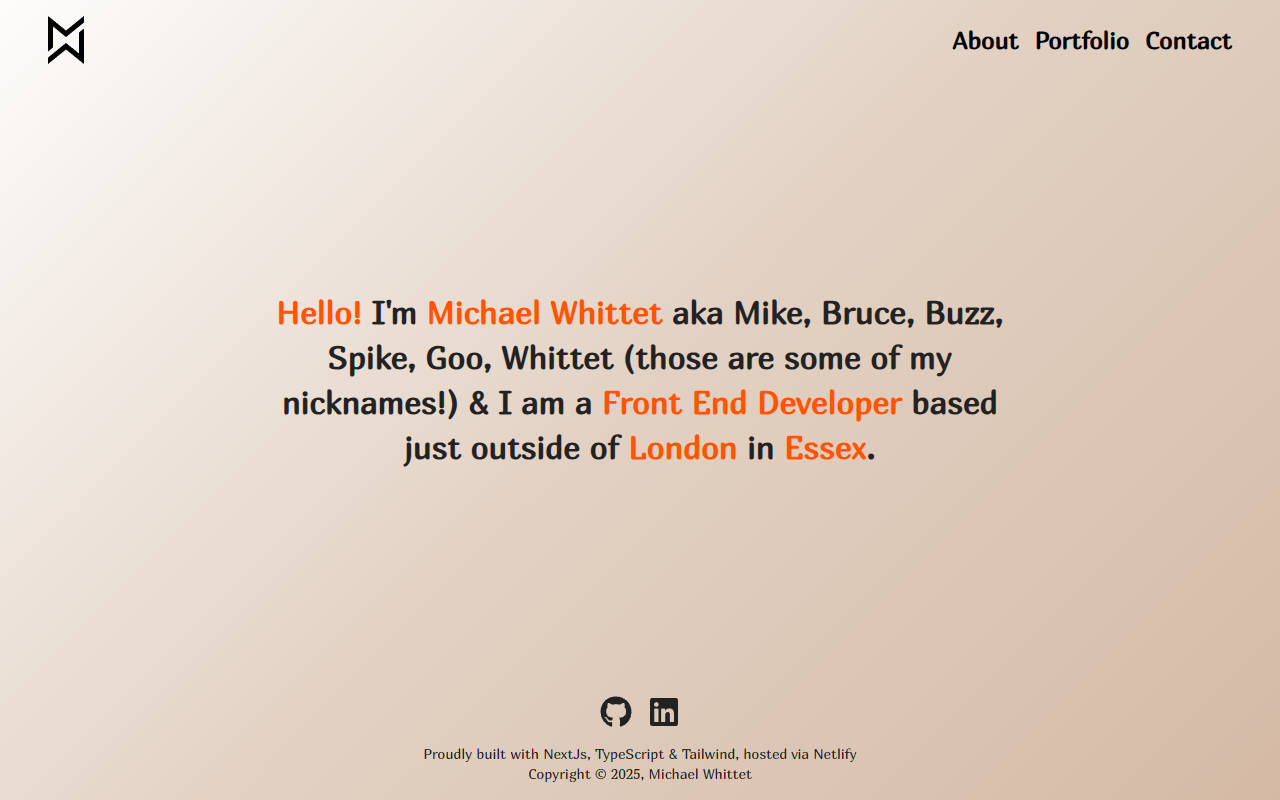 About Portfolio Contact
Hello! I'm Michael Whittet aka Mike, Bruce, Buzz,
Spike, Goo, Whittet (those are some of my
nicknames!) & I am a Front End Developer based
just outside of London in Essex.
Proudly built with NextJs, TypeScript & Tailwind, hosted via Netlify
Copyright © 2025, Michael Whittet